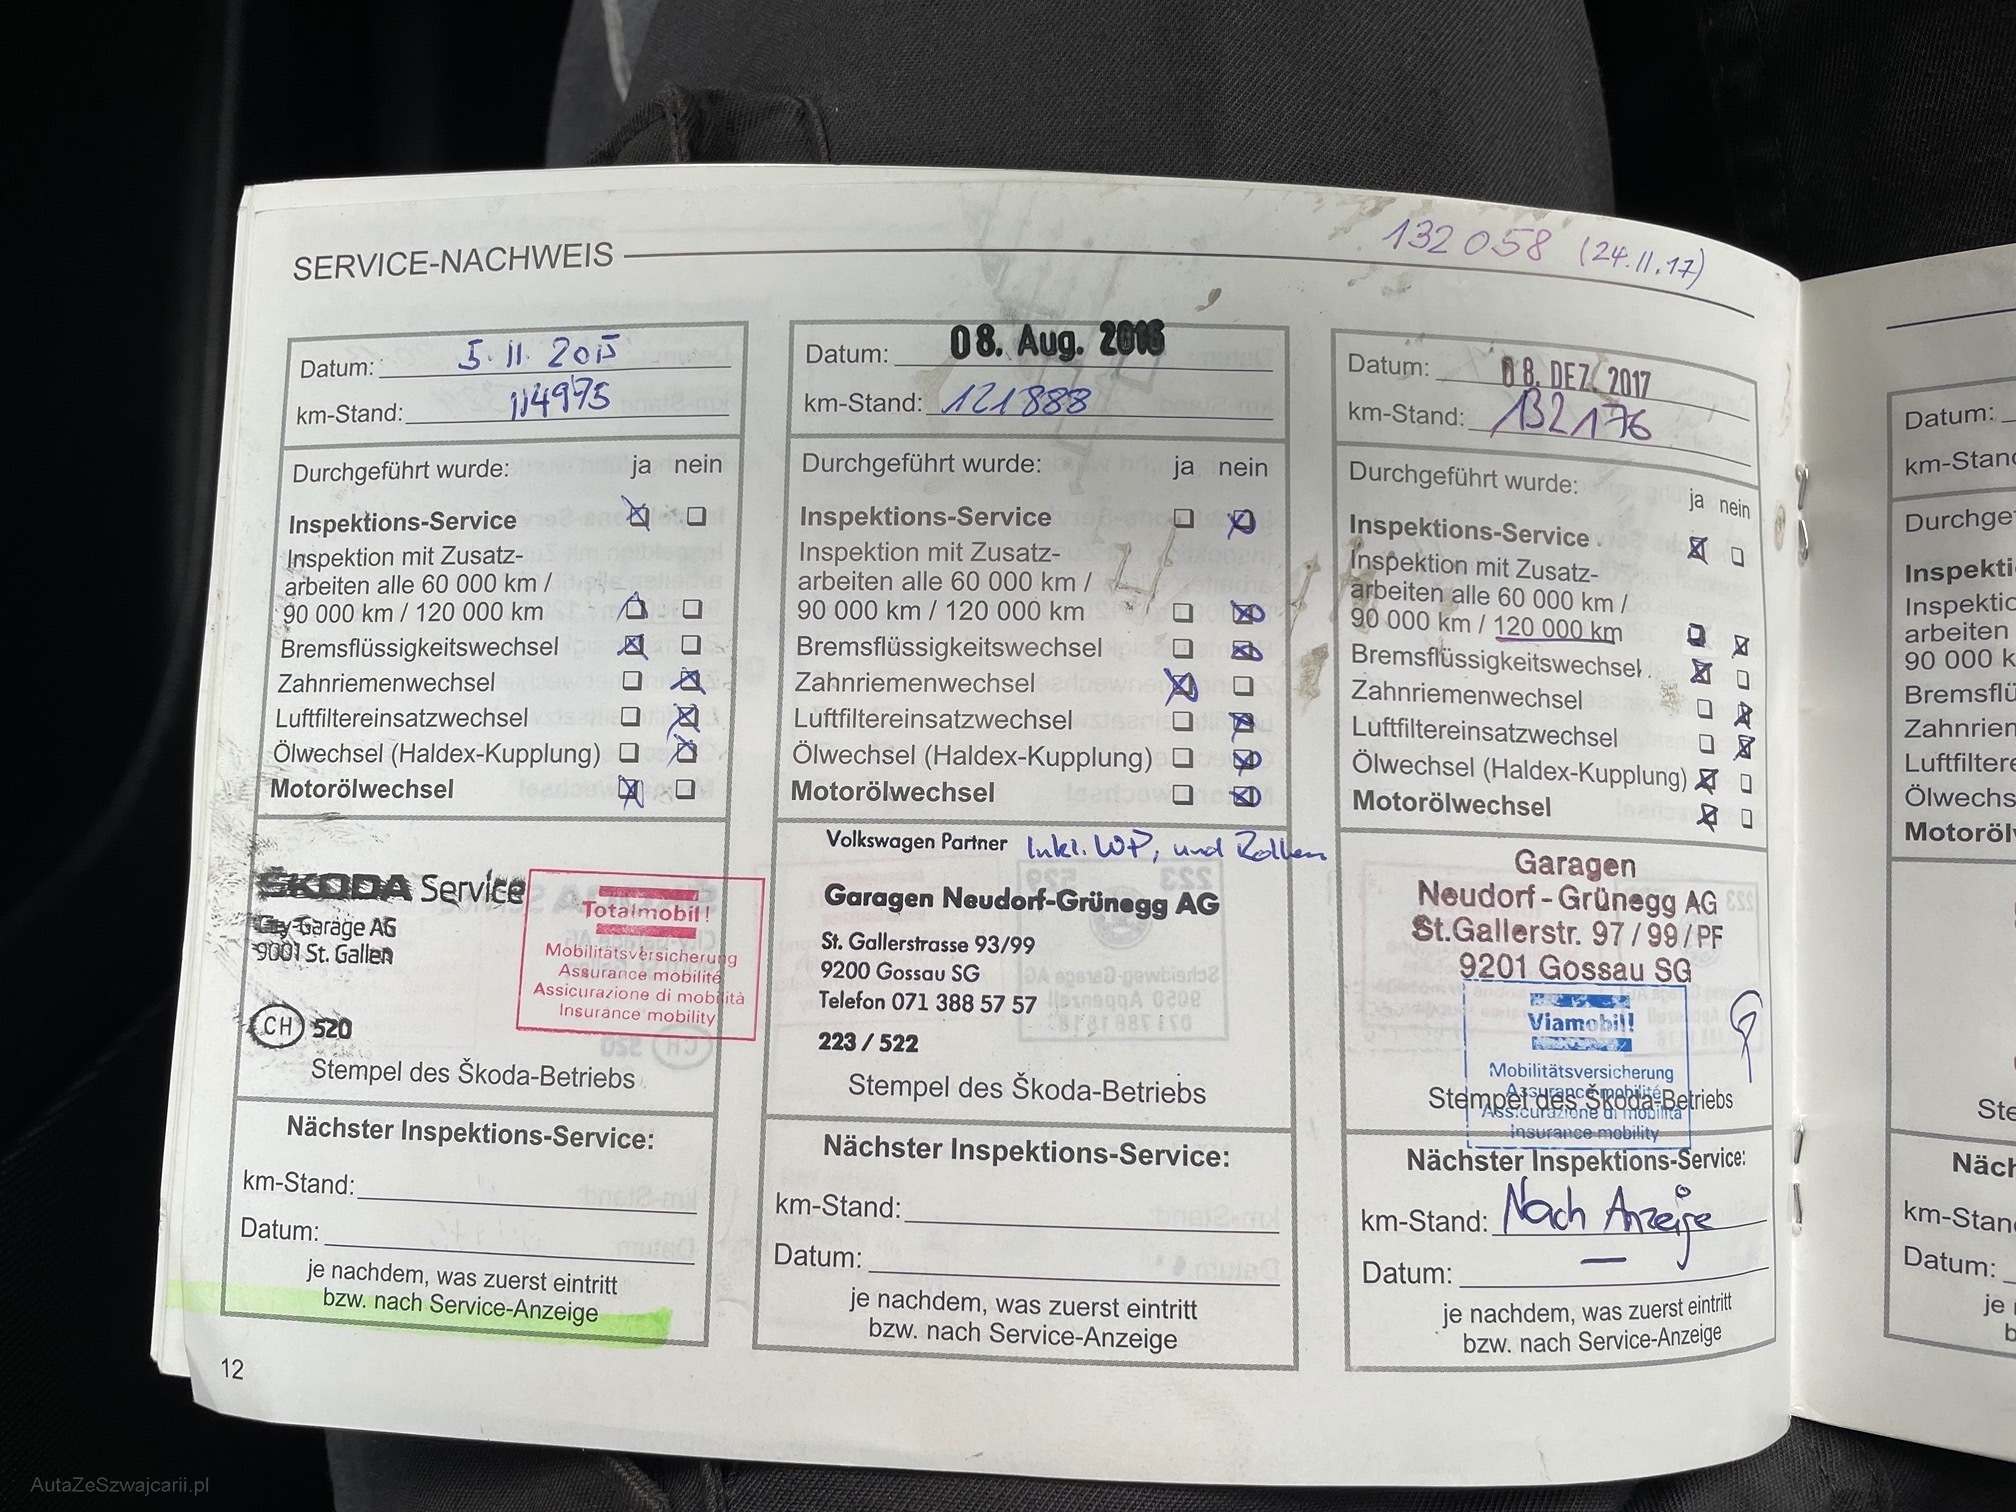 SERVICE-NACHWEIS
132 058 (24.11.17)
Datum: 5.11.2015
km-Stand: 114975
Durchgeführt wurde: ja nein
Inspektions-Service
Inspektion mit Zusatz-
arbeiten alle 60 000 km /
90 000 km / 120 000 km
Bremsflüssigkeitswechsel
Zahnriemenwechsel
Luftfiltereinsatzwechsel
Ölwechsel (Haldex-Kupplung)
Motorölwechsel
ŠKODA Service
City-Garage AG
9001 St. Gallen
CH 520
Totalmobil!
Mobilitätsversicherung
Assurance mobilité
Assicurazione di mobilità
Insurance mobility
Stempel des Škoda-Betriebs
Nächster Inspektions-Service:
km-Stand:
Datum:
je nachdem, was zuerst eintritt
bzw. nach Service-Anzeige
12
Datum: 08. Aug. 2016
km-Stand: 121888
Durchgeführt wurde: ja nein
Inspektions-Service
Inspektion mit Zusatz-
arbeiten alle 60 000 km /
90 000 km / 120 000 km
Bremsflüssigkeitswechsel
Zahnriemenwechsel
Luftfiltereinsatzwechsel
Ölwechsel (Haldex-Kupplung)
Motorölwechsel
Volkswagen Partner Inkl. WP, und Rollen
Garagen Neudorf-Grünegg AG
St. Gallerstrasse 93/99
9200 Gossau SG
Telefon 071 388 57 57
223 / 522
Stempel des Škoda-Betriebs
Nächster Inspektions-Service:
km-Stand:
Datum:
je nachdem, was zuerst eintritt
bzw. nach Service-Anzeige
Datum: 08. DEZ. 2017
km-Stand: 132176
Durchgeführt wurde: ja nein
Inspektions-Service
Inspektion mit Zusatz-
arbeiten alle 60 000 km /
90 000 km / 120 000 km
Bremsflüssigkeitswechsel
Zahnriemenwechsel
Luftfiltereinsatzwechsel
Ölwechsel (Haldex-Kupplung)
Motorölwechsel
Garagen
Neudorf-Grünegg AG
St.Gallerstr. 97/99/PF
9201 Gossau SG
Viamobil!
Mobilitätsversicherung
Assurance mobilité
Assicurazione di mobilità
Insurance mobility
Stempel des Škoda-Betriebs
Nächster Inspektions-Service:
km-Stand: Nach Anzeige
Datum: —
je nachdem, was zuerst eintritt
bzw. nach Service-Anzeige
Datum:
km-Stand
arbeiten
Datum:
je
AutaZeSzwajcarii.pl